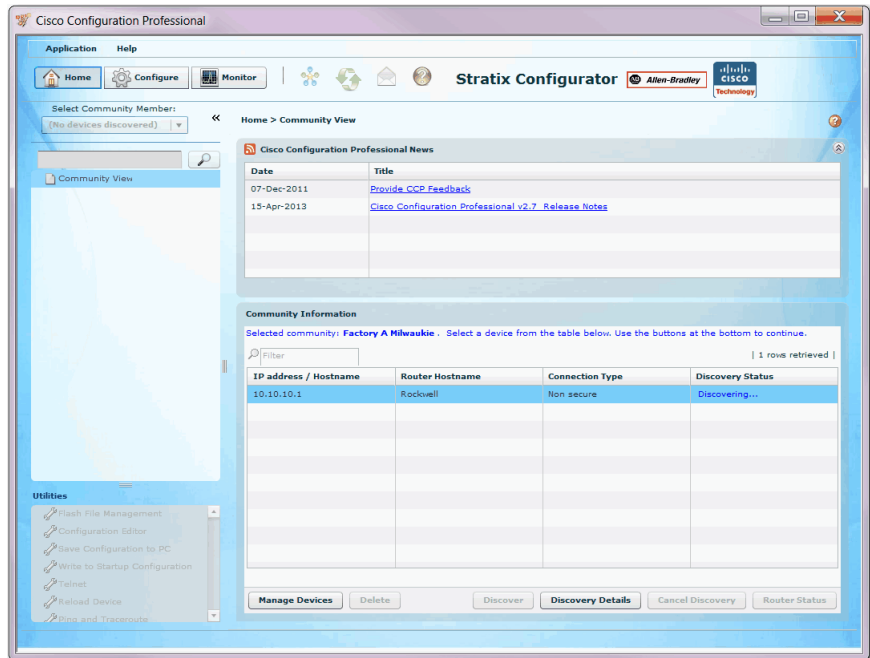 Cisco Configuration Professional
Application Help
Home Configure Monitor
Stratix Configurator
AB Allen-Bradley
CISCO
Technology
Select Community Member:
(No devices discovered)
Home > Community View
Community View
Cisco Configuration Professional News
Date Title
07-Dec-2011 Provide CCP Feedback
15-Apr-2013 Cisco Configuration Professional v2.7 Release Notes
Community Information
Selected community: Factory A Milwaukie . Select a device from the table below. Use the buttons at the bottom to continue.
Filter
| 1 rows retrieved |
IP address / Hostname Router Hostname Connection Type Discovery Status
10.10.10.1 Rockwell Non secure Discovering...
Utilities
Flash File Management
Configuration Editor
Save Configuration to PC
Write to Startup Configuration
Telnet
Reload Device
Ping and Traceroute
Manage Devices Delete Discover Discovery Details Cancel Discovery Router Status